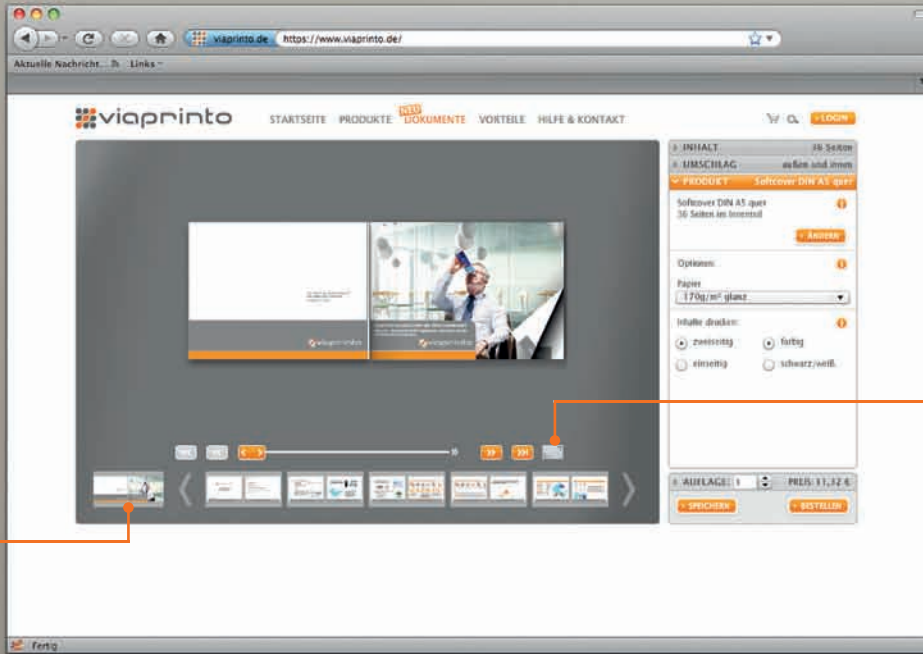 viaprinto.de
https://www.viaprinto.de/
Aktuelle Nachricht...
Links
viaprinto
STARTSEITE
PRODUKTE
NEU
DOKUMENTE
VORTEILE
HILFE & KONTAKT
LOGIN
INHALT 36 Seiten
UMSCHLAG außen und innen
PRODUKT Softcover DIN A5 quer
Softcover DIN A5 quer
36 Seiten im Innenteil
ÄNDERN
Optionen:
Papier
170g/m² glanz
Inhalte drucken:
zweiseitig
farbig
einseitig
schwarz/weiß
viaprinto
viaprinto
AUFLAGE: 1
PREIS: 11,32 €
SPEICHERN
BESTELLEN
Fertig